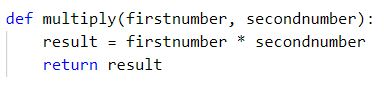 def multiply(firstnumber, secondnumber):
    result = firstnumber * secondnumber
    return result